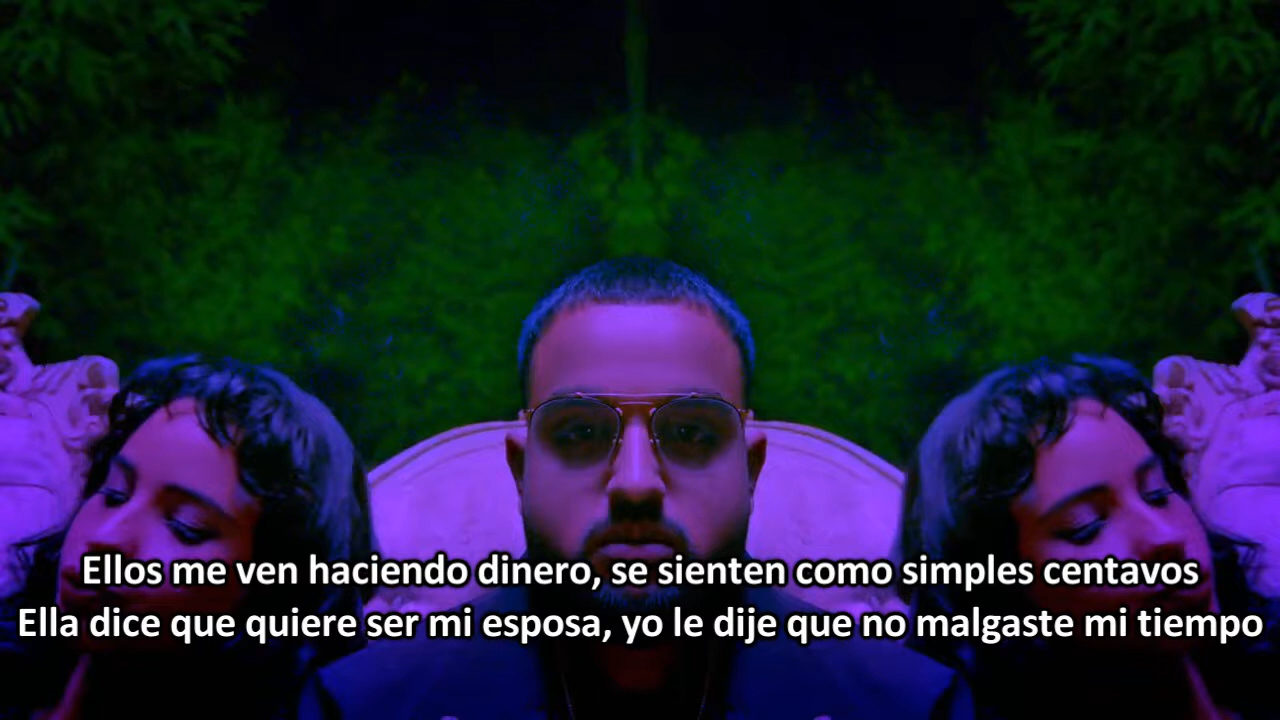 Ellos me ven haciendo dinero, se sienten como simples centavos
Ella dice que quiere ser mi esposa, yo le dije que no malgaste mi tiempo